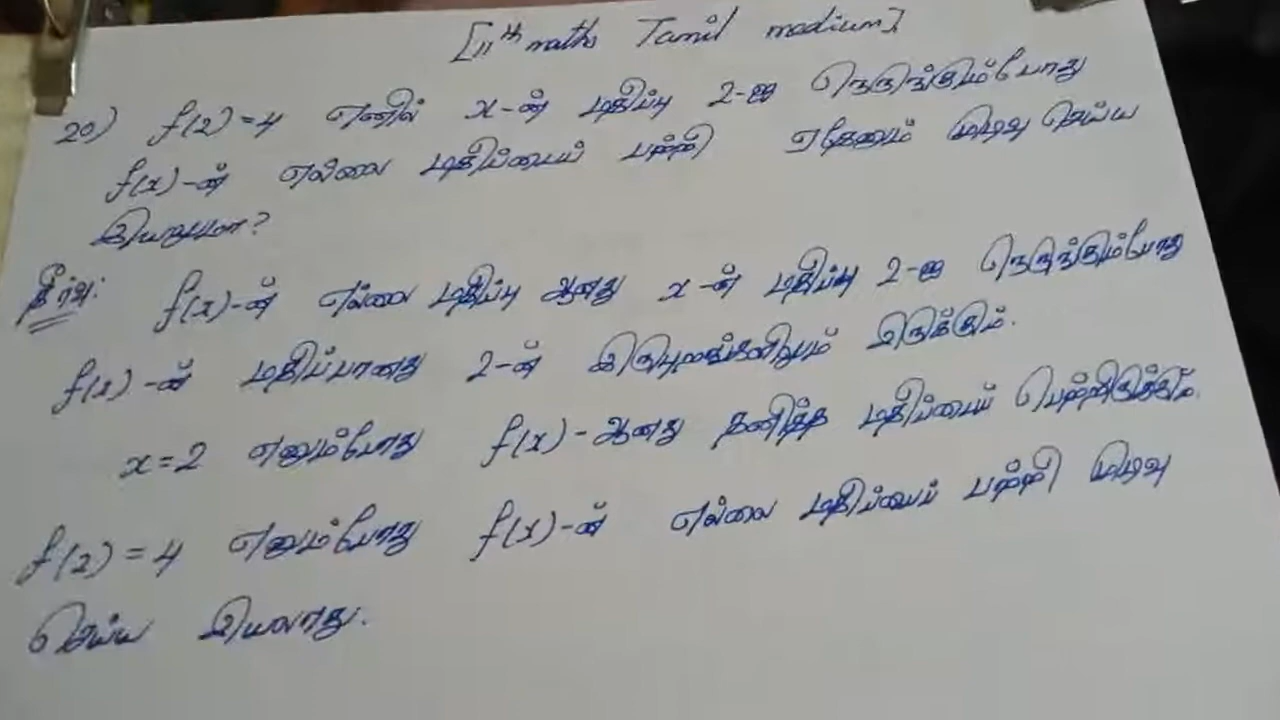 [11th maths Tamil medium]
20) f(2)=4 எனில் x-ன் மதிப்பு 2-ஐ நெருங்கும்போது
f(x)-ன் எல்லை மதிப்பைப் பற்றி ஏதேனும் முடிவு செய்ய
இயலுமா?
தீர்வு: f(x)-ன் எல்லை மதிப்பு ஆனது x-ன் மதிப்பு 2-ஐ நெருங்கும்போது
f(x)-ன் மதிப்பானது 2-ன் இருபுறங்களிலும் இருக்கும்.
x=2 எனும்போது f(x)-ஆனது தனித்த மதிப்பைப் பெற்றிருக்கும்.
f(2)=4 எனும்போது f(x)-ன் எல்லை மதிப்பைப் பற்றி முடிவு
செய்ய இயலாது.